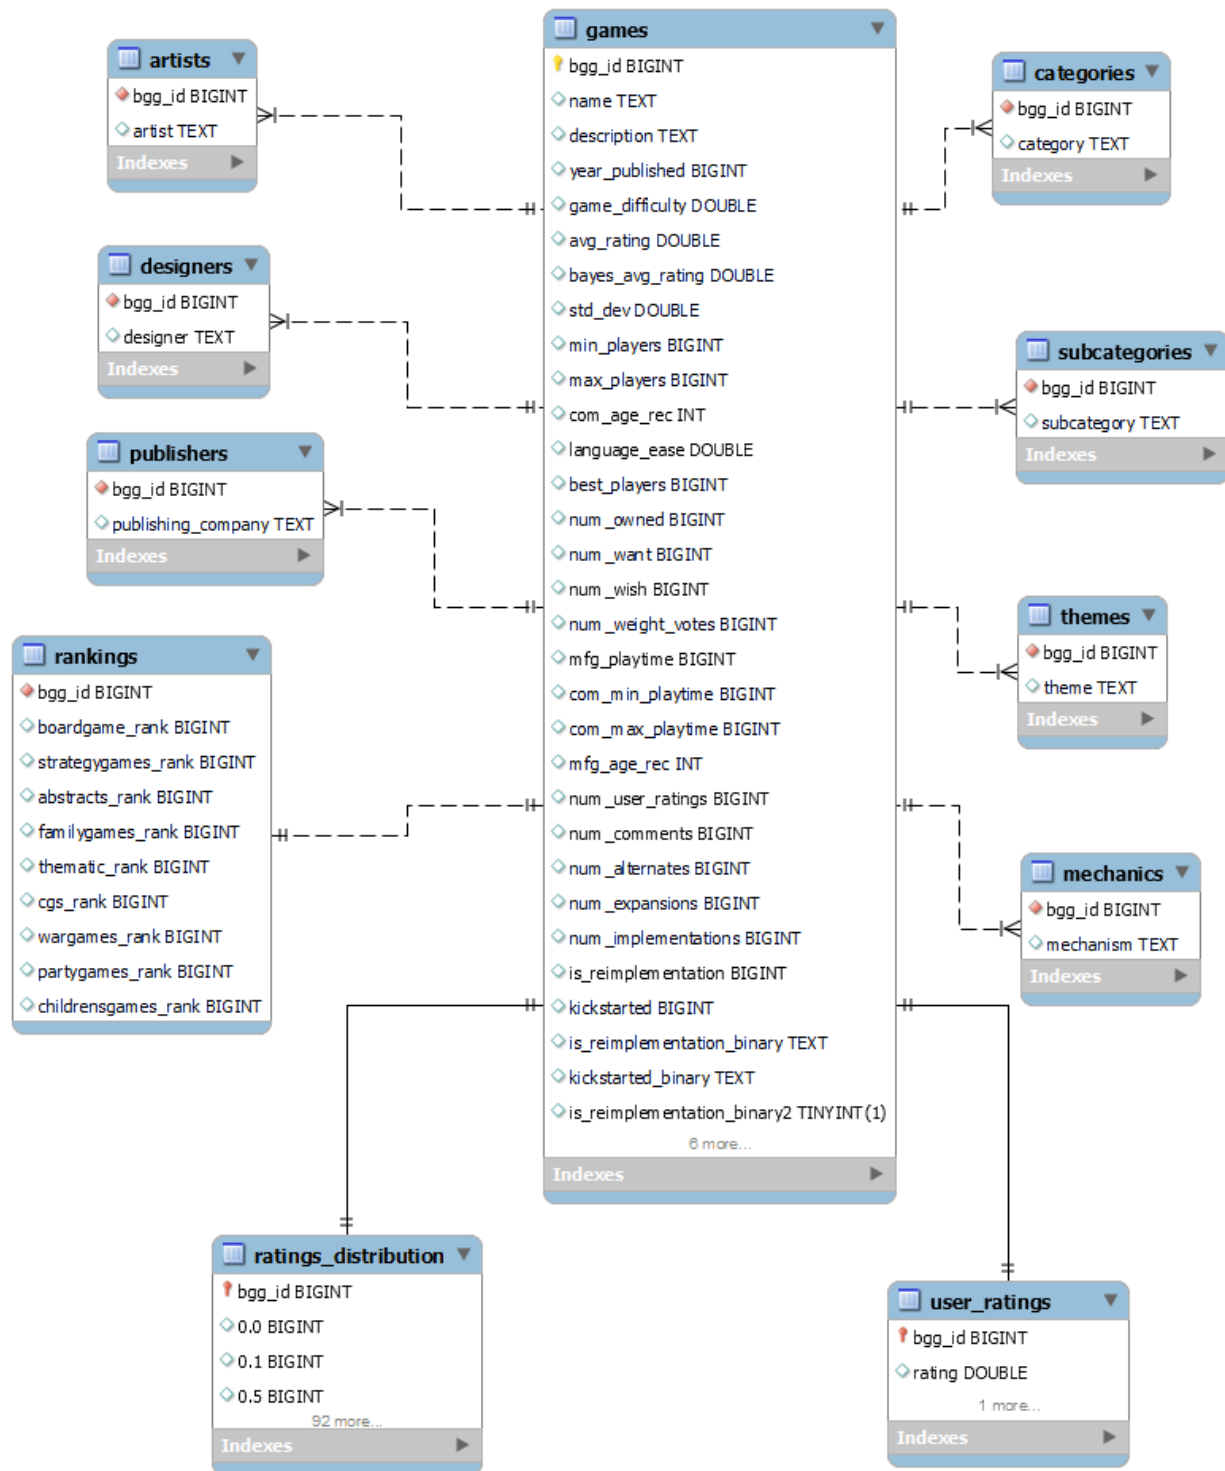 games
bgg_id BIGINT
name TEXT
description TEXT
year_published BIGINT
game_difficulty DOUBLE
avg_rating DOUBLE
bayes_avg_rating DOUBLE
std_dev DOUBLE
min_players BIGINT
max_players BIGINT
com_age_rec INT
language_ease DOUBLE
best_players BIGINT
num_owned BIGINT
num_want BIGINT
num_wish BIGINT
num_weight_votes BIGINT
mfg_playtime BIGINT
com_min_playtime BIGINT
com_max_playtime BIGINT
mfg_age_rec INT
num_user_ratings BIGINT
num_comments BIGINT
num_alternates BIGINT
num_expansions BIGINT
num_implementations BIGINT
is_reimplementation BIGINT
kickstarted BIGINT
is_reimplementation_binary TEXT
kickstarted_binary TEXT
is_reimplementation_binary2 TINYINT(1)
6 more...
Indexes
artists
bgg_id BIGINT
artist TEXT
Indexes
designers
bgg_id BIGINT
designer TEXT
Indexes
publishers
bgg_id BIGINT
publishing_company TEXT
Indexes
rankings
bgg_id BIGINT
boardgame_rank BIGINT
strategygames_rank BIGINT
abstracts_rank BIGINT
familygames_rank BIGINT
thematic_rank BIGINT
cgs_rank BIGINT
wargames_rank BIGINT
partygames_rank BIGINT
childrensgames_rank BIGINT
ratings_distribution
bgg_id BIGINT
0.0 BIGINT
0.1 BIGINT
0.5 BIGINT
92 more...
Indexes
categories
bgg_id BIGINT
category TEXT
Indexes
subcategories
bgg_id BIGINT
subcategory TEXT
Indexes
themes
bgg_id BIGINT
theme TEXT
Indexes
mechanics
bgg_id BIGINT
mechanism TEXT
Indexes
user_ratings
bgg_id BIGINT
rating DOUBLE
1 more...
Indexes